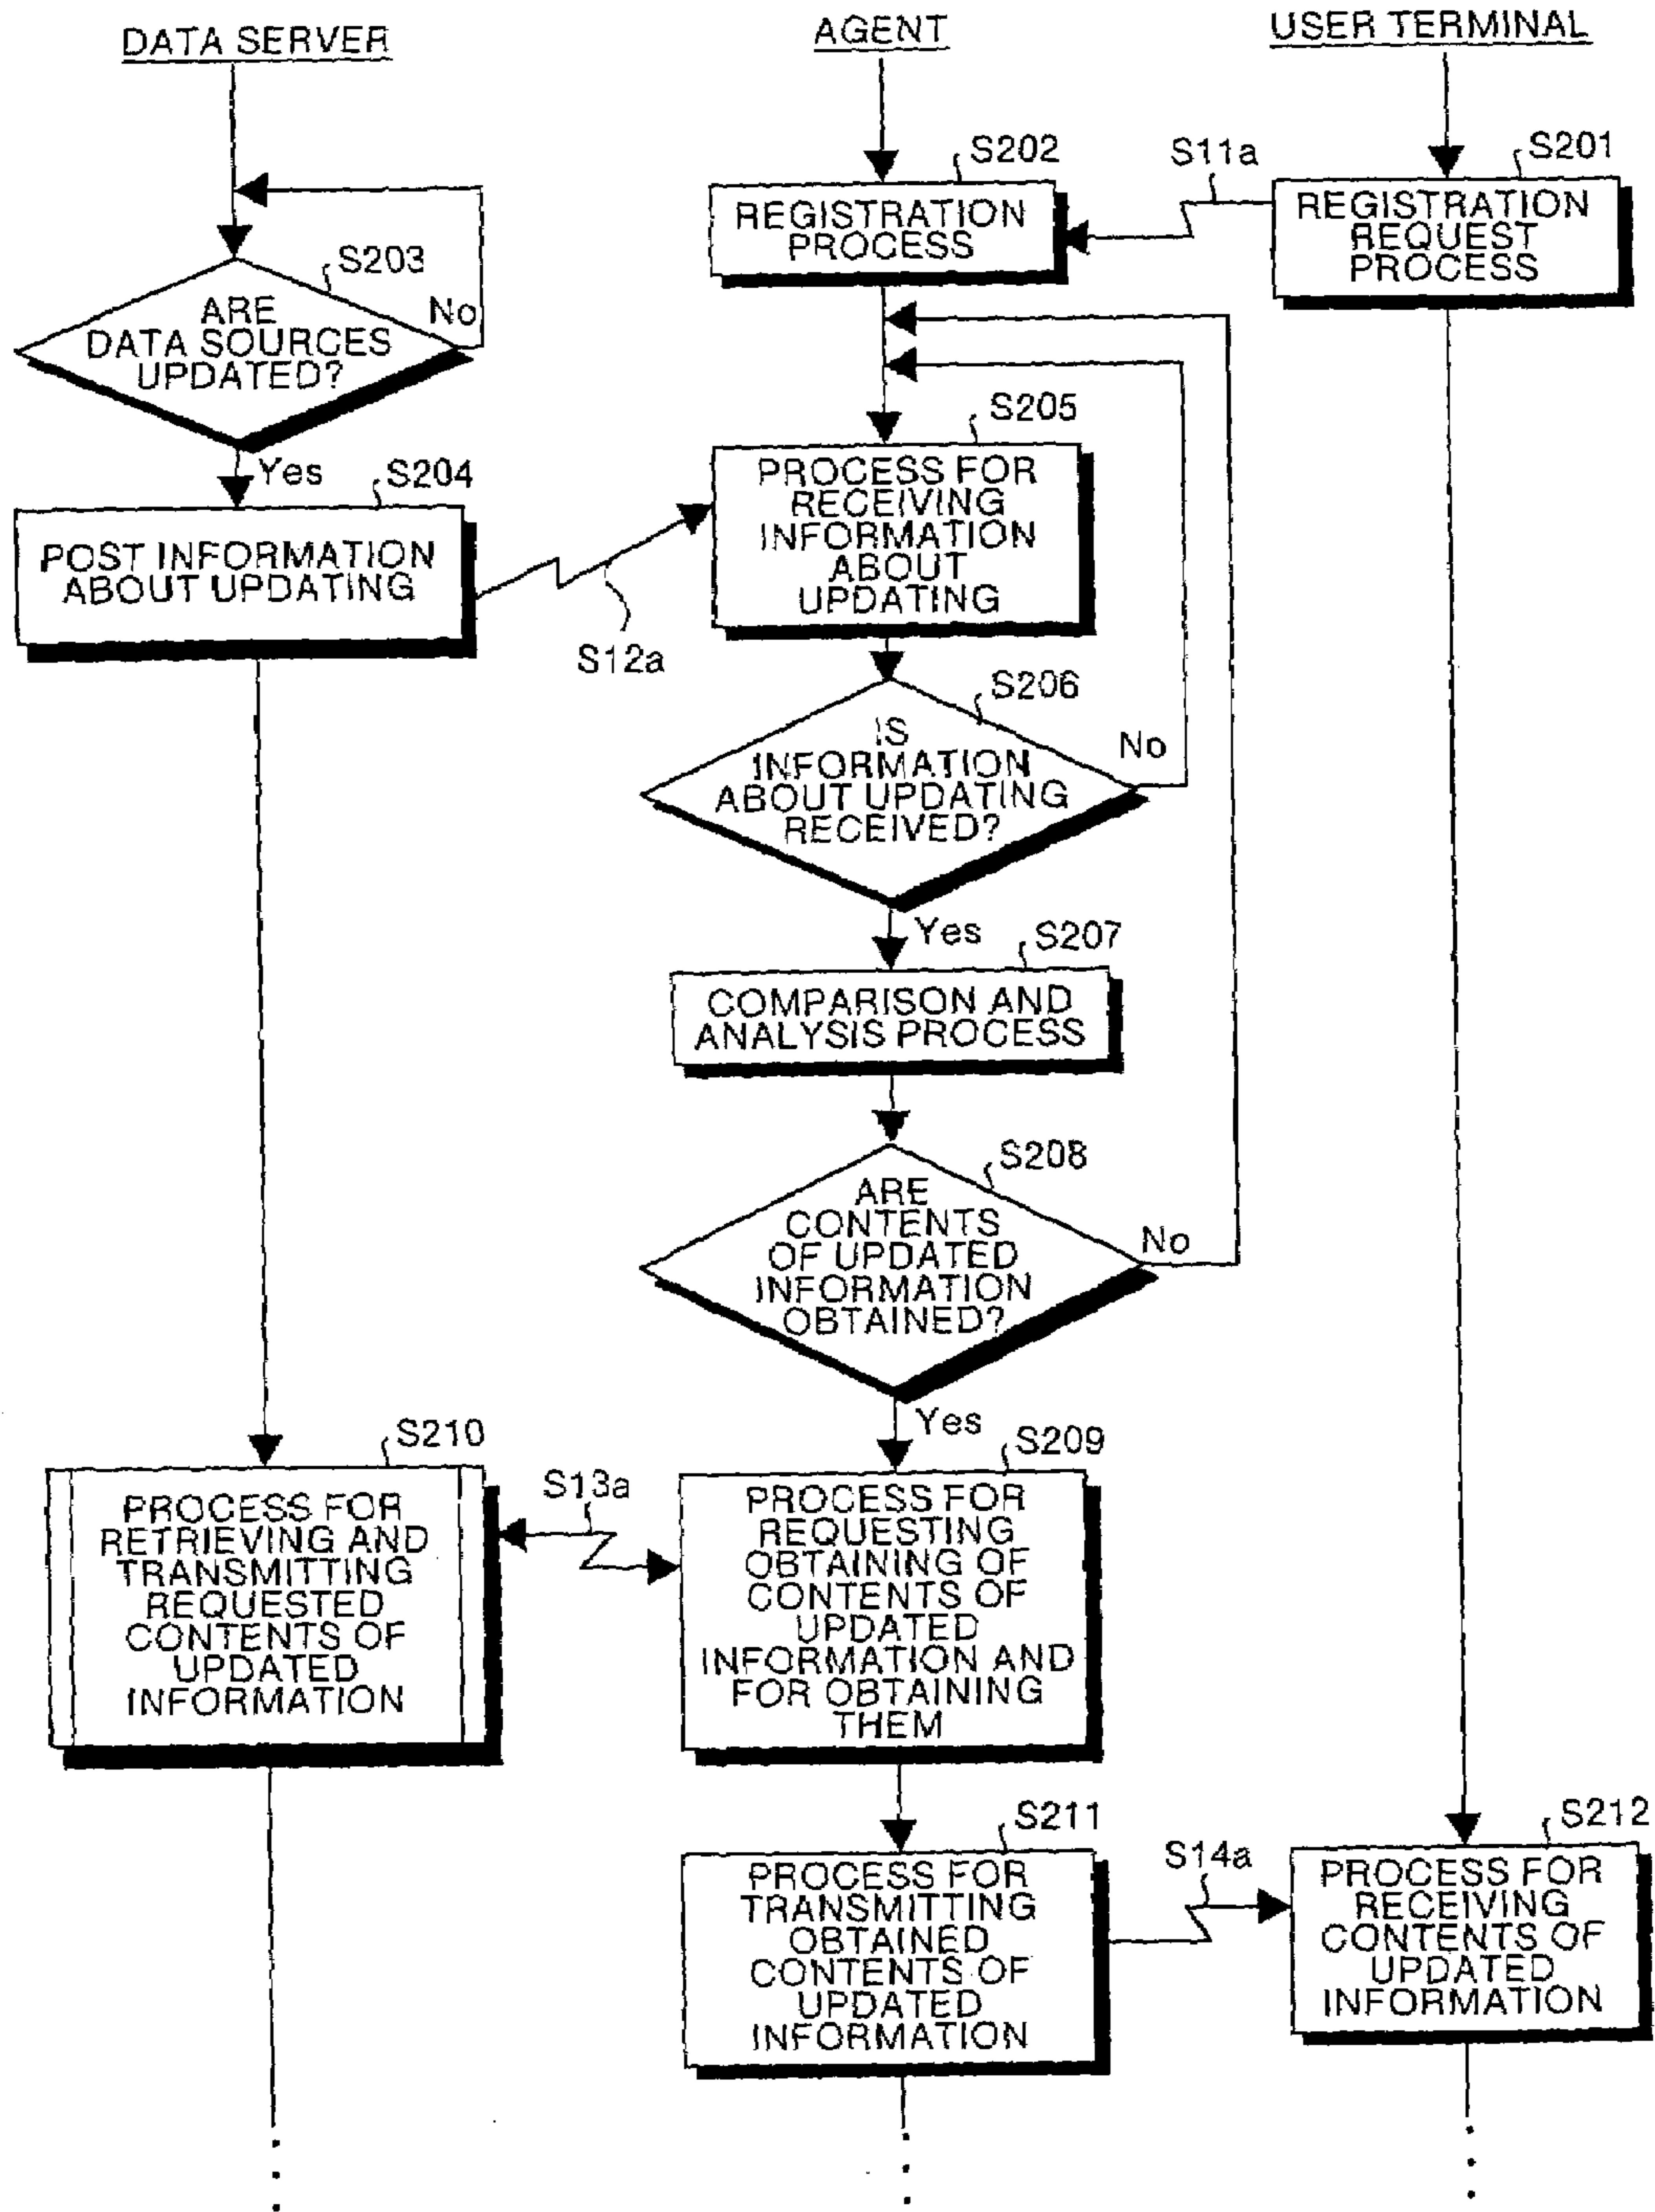 DATA SERVER
AGENT
USER TERMINAL
S202
REGISTRATION
PROCESS
S11a
S201
REGISTRATION
REQUEST
PROCESS
S203
ARE
DATA SOURCES
UPDATED?
No
Yes
S204
POST INFORMATION
ABOUT UPDATING
S12a
S205
PROCESS FOR
RECEIVING
INFORMATION
ABOUT
UPDATING
S206
IS
INFORMATION
ABOUT UPDATING
RECEIVED?
No
Yes
S207
COMPARISON AND
ANALYSIS PROCESS
S208
ARE
CONTENTS
OF UPDATED
INFORMATION
OBTAINED?
No
Yes
S210
PROCESS FOR
RETRIEVING AND
TRANSMITTING
REQUESTED
CONTENTS OF
UPDATED
INFORMATION
S13a
S209
PROCESS FOR
REQUESTING
OBTAINING OF
CONTENTS OF
UPDATED
INFORMATION AND
FOR OBTAINING
THEM
S211
PROCESS FOR
TRANSMITTING
OBTAINED
CONTENTS OF
UPDATED
INFORMATION
S14a
S212
PROCESS FOR
RECEIVING
CONTENTS OF
UPDATED
INFORMATION